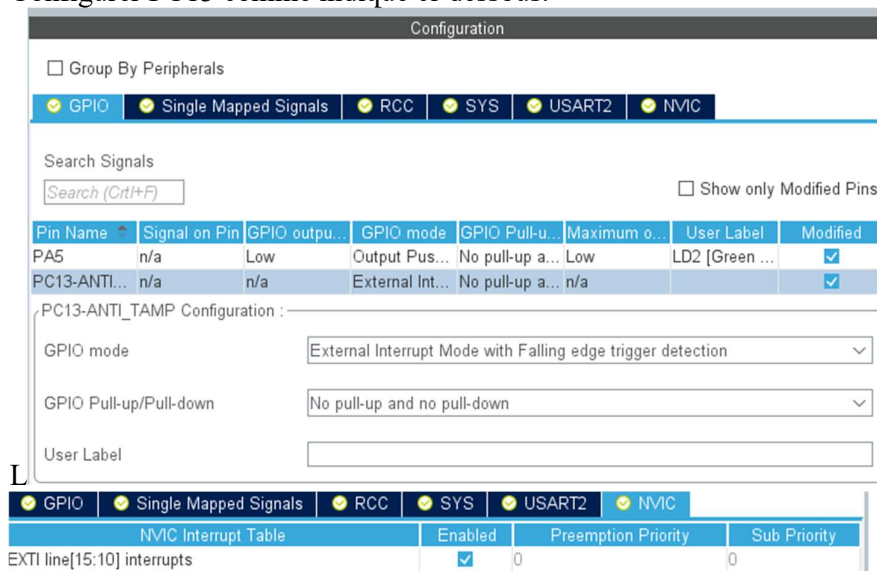 Configuration
Group By Peripherals
GPIO Single Mapped Signals RCC SYS USART2 NVIC
Search Signals
Search (CrtI+F)
Show only Modified Pins
Pin Name Signal on Pin GPIO outpu... GPIO mode GPIO Pull-u... Maximum o... User Label Modified
PA5 n/a Low Output Pus... No pull-up a... Low LD2 [Green ...
PC13-ANTI... n/a n/a External Int... No pull-up a... n/a
PC13-ANTI_TAMP Configuration :
GPIO mode External Interrupt Mode with Falling edge trigger detection
GPIO Pull-up/Pull-down No pull-up and no pull-down
User Label
L
GPIO Single Mapped Signals RCC SYS USART2 NVIC
NVIC Interrupt Table Enabled Preemption Priority Sub Priority
EXTI line[15:10] interrupts 0 0